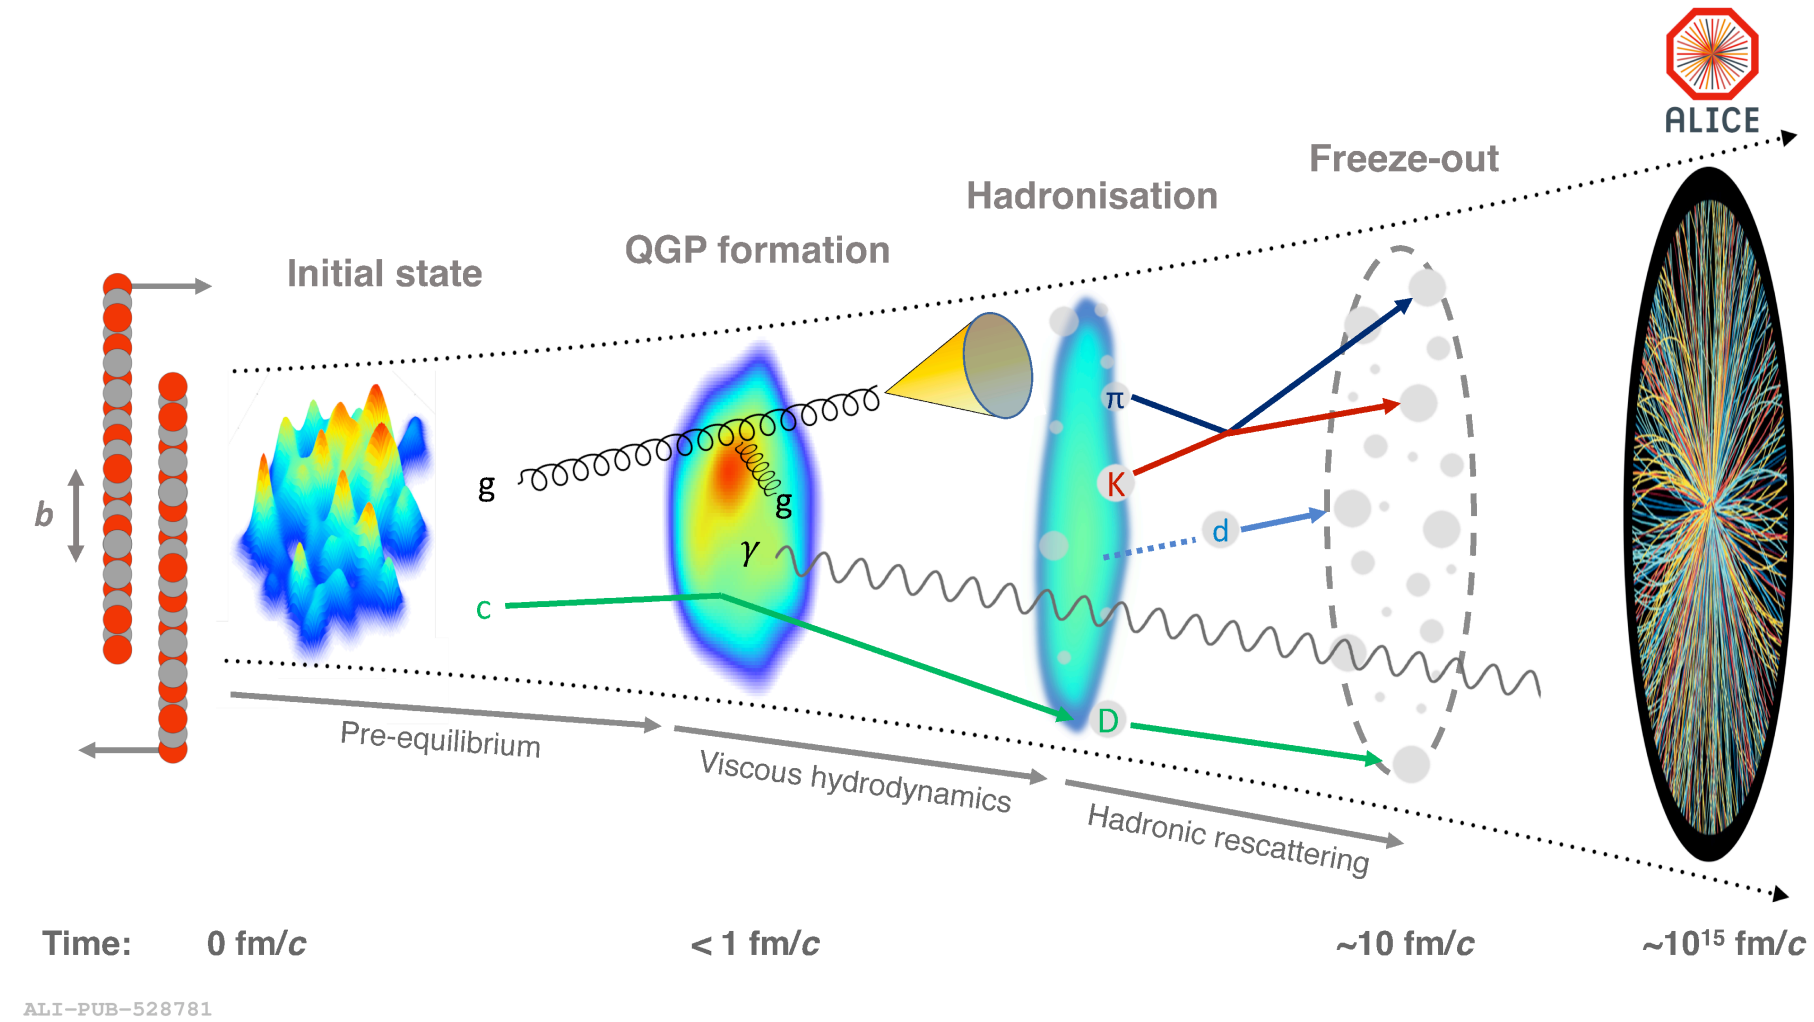 ALICE
Freeze-out
Hadronisation
QGP formation
Initial state
b
g
g
γ
c
π
K
d
D
Pre-equilibrium
Viscous hydrodynamics
Hadronic rescattering
Time: 0 fm/c < 1 fm/c ~10 fm/c ~10¹⁵ fm/c
ALI-PUB-528781